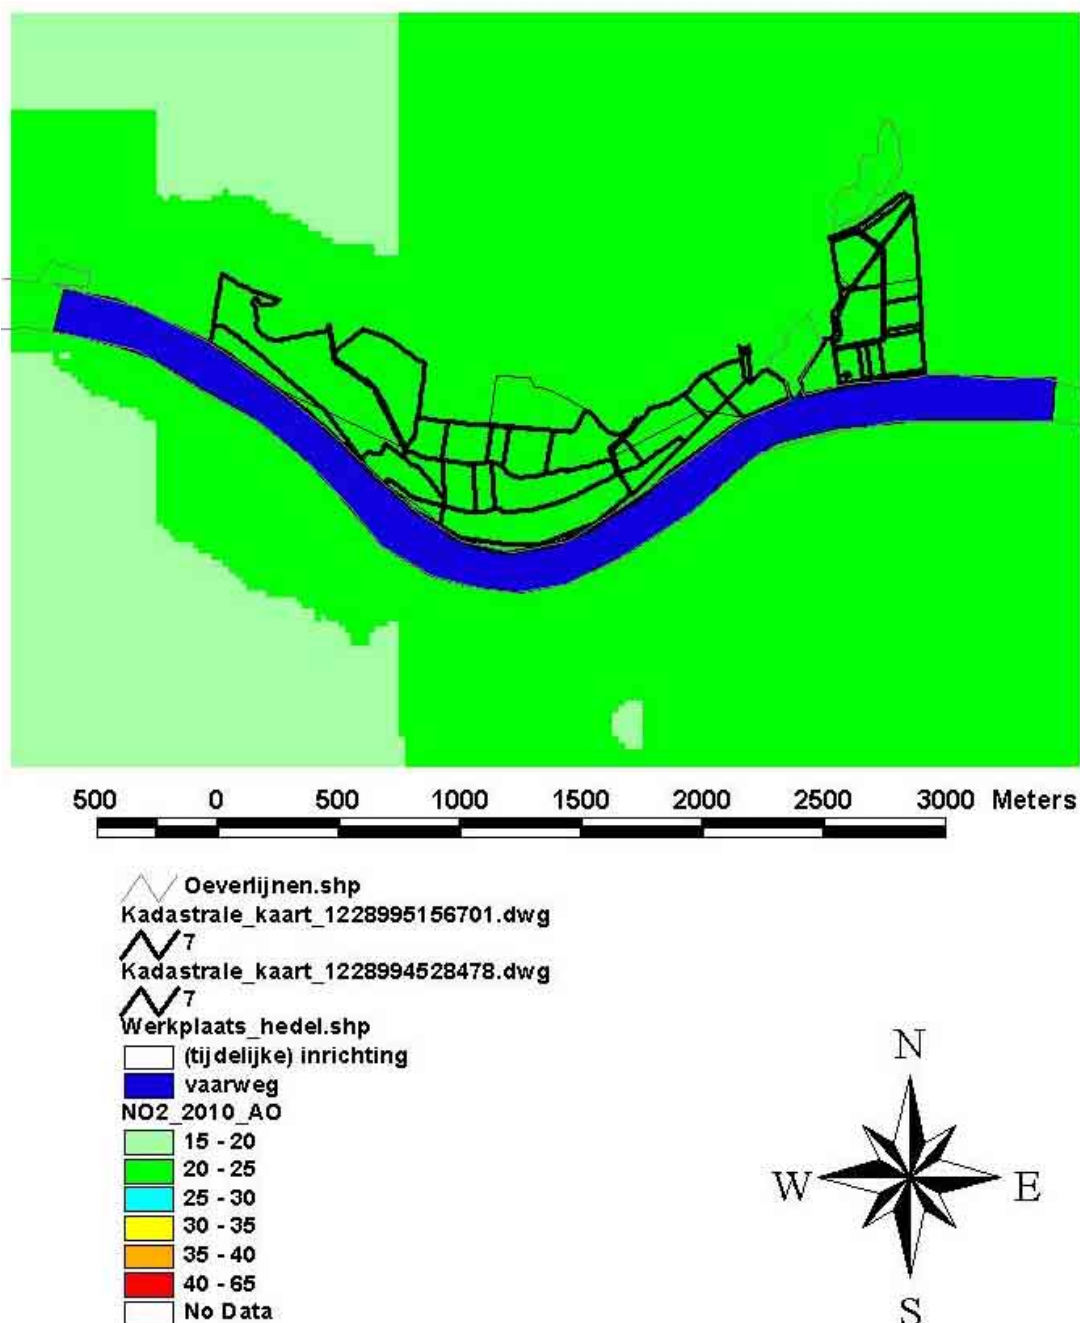 500 0 500 1000 1500 2000 2500 3000 Meters
Oeverlijnen.shp
Kadastrale_kaart_1228995156701.dwg
7
Kadastrale_kaart_1228994528478.dwg
7
Werkplaats_hedel.shp
(tijdelijke) inrichting
vaarweg
NO2_2010_AO
15 - 20
20 - 25
25 - 30
30 - 35
35 - 40
40 - 65
No Data
N
W E
S